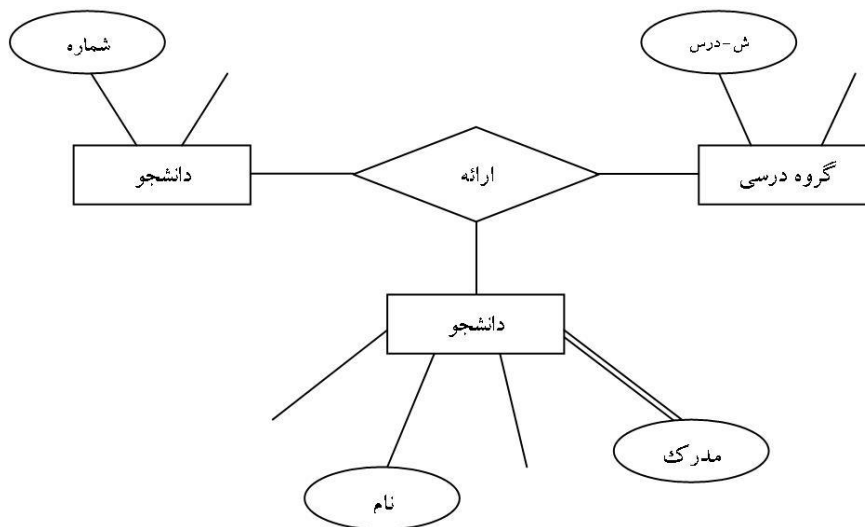 شماره
ش-درس
دانشجو
ارائه
گروه درسی
دانشجو
مدرک
نام